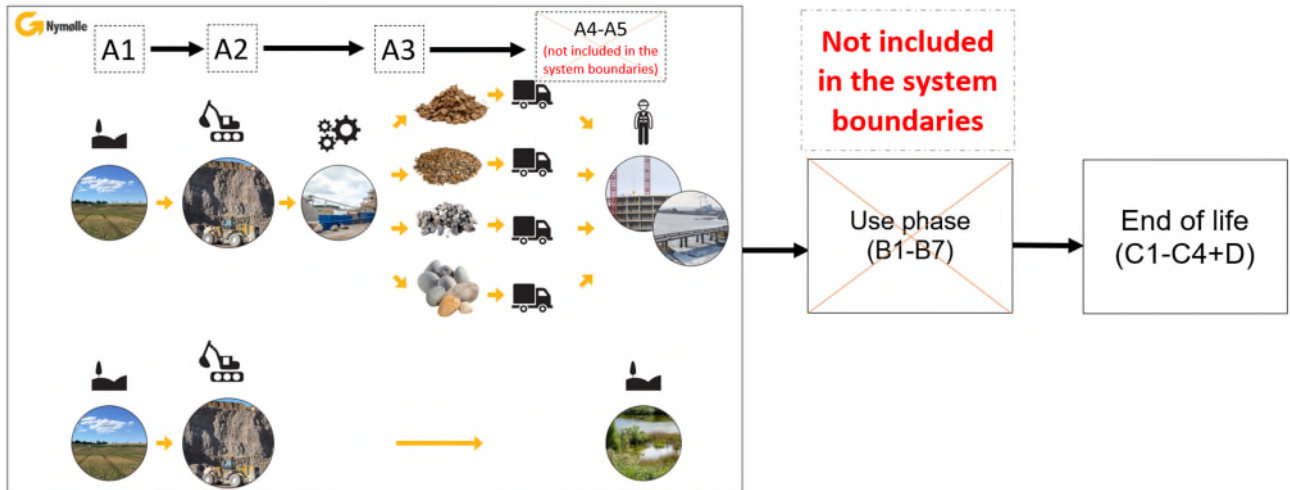 Nymølle
A1
A2
A3
A4-A5
(not included in the
system boundaries)
Not included
in the system
boundaries
Use phase
(B1-B7)
End of life
(C1-C4+D)